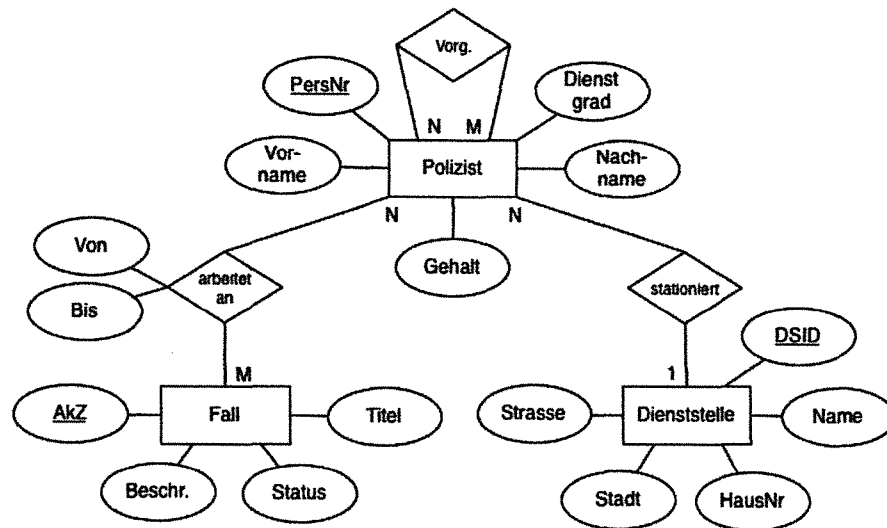 Vorg.
PersNr
Dienst
grad
N
M
Vor-
name
Polizist
Nach-
name
N
N
Gehalt
Von
Bis
arbeitet
an
stationiert
DSID
M
1
AkZ
Fall
Titel
Strasse
Dienststelle
Name
Beschr.
Status
Stadt
HausNr